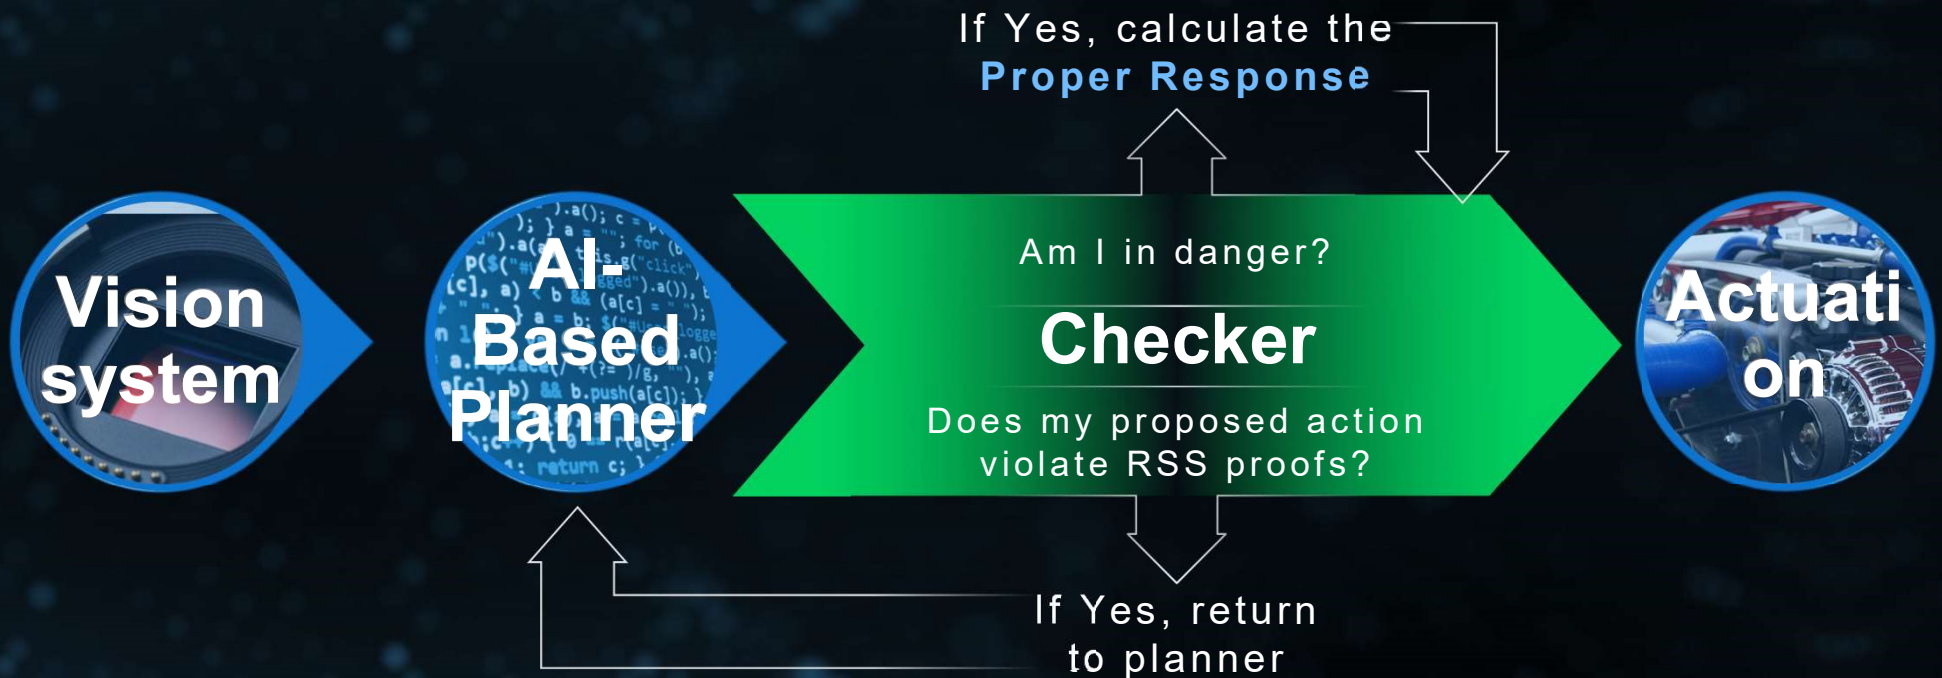 If Yes, calculate the
Proper Response
Vision
system
AI-
Based
Planner
Am I in danger?
Checker
Does my proposed action
violate RSS proofs?
Actuati
on
If Yes, return
to planner